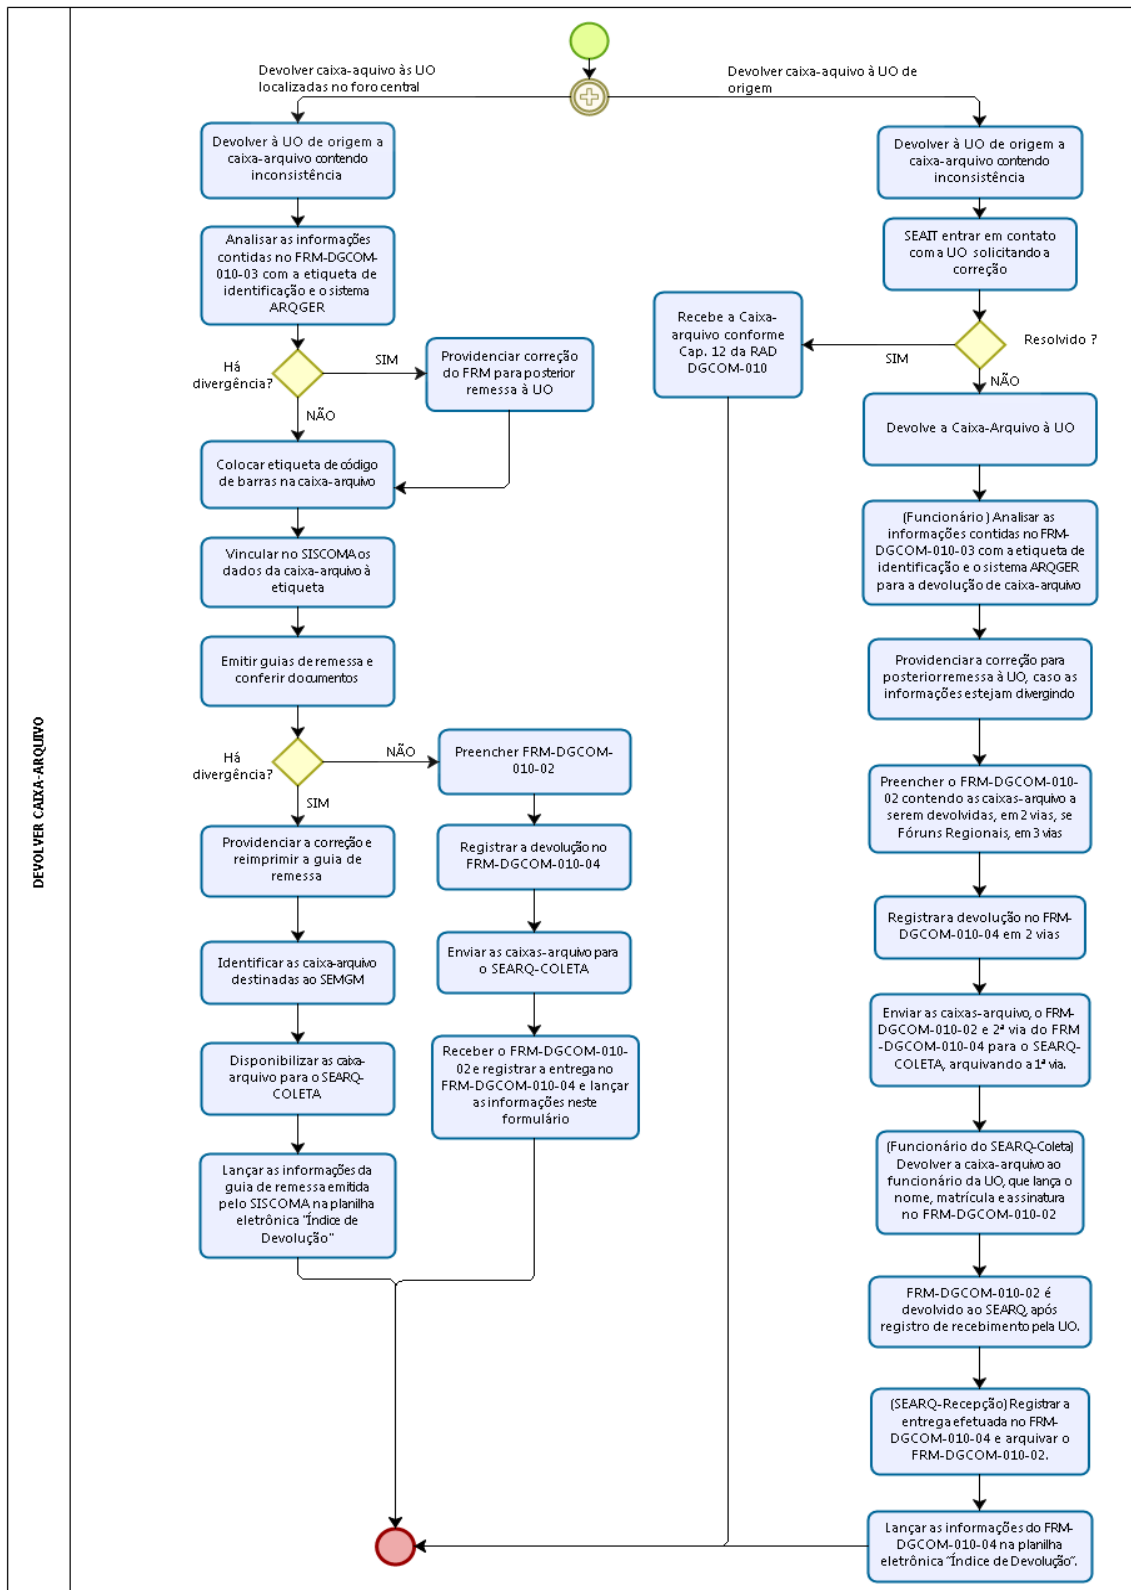 DEVOLVER CAIXA-ARQUIVO
Devolver caixa-aquivo às UO
localizadas no foro central
Devolver caixa-aquivo à UO de
origem
Devolver à UO de origem a
caixa-arquivo contendo
inconsistência
Analisar as informações
contidas no FRM-DGCOM-
010-03 com a etiqueta de
identificação e o sistema
ARQGER
Há
divergência?
SIM
Providenciar correção
do FRM para posterior
remessa à UO
NÃO
Colocar etiqueta de código
de barras na caixa-arquivo
Vincular no SISCOMA os
dados da caixa-arquivo à
etiqueta
Emitir guias de remessa e
conferir documentos
Há
divergência?
NÃO
SIM
Preencher FRM-DGCOM-
010-02
Registrar a devolução no
FRM-DGCOM-010-04
Enviar as caixas-arquivo para
o SEARQ-COLETA
Receber o FRM-DGCOM-010-
02 e registrar a entrega no
FRM-DGCOM-010-04 e lançar
as informações neste
formulário
Providenciar a correção e
reimprimir a guia de
remessa
Identificar as caixa-arquivo
destinadas ao SEMGM
Disponibilizar as caixa-
arquivo para o SEARQ-
COLETA
Lançar as informações da
guia de remessa emitida
pelo SISCOMA na planilha
eletrônica "Índice de
Devolução"
Devolver à UO de origem a
caixa-arquivo contendo
inconsistência
SEAIT entrar em contato
com a UO solicitando a
correção
Resolvido ?
SIM
NÃO
Recebe a Caixa-
arquivo conforme
Cap. 12 da RAD
DGCOM-010
Devolve a Caixa-Arquivo à UO
(Funcionário) Analisar as
informações contidas no FRM-
DGCOM-010-03 com a etiqueta de
identificação e o sistema ARQGER
para a devolução de caixa-arquivo
Providenciar a correção para
posterior remessa à UO, caso as
informações estejam divergindo
Preencher o FRM-DGCOM-010-
02 contendo as caixas-arquivo a
serem devolvidas, em 2 vias, se
Fóruns Regionais, em 3 vias
Registrar a devolução no FRM-
DGCOM-010-04 em 2 vias
Enviar as caixas-arquivo, o FRM-
DGCOM-010-02 e 2ª via do FRM
-DGCOM-010-04 para o SEARQ-
COLETA, arquivando a 1ª via.
(Funcionário do SEARQ-Coleta)
Devolver a caixa-arquivo ao
funcionário da UO, que lança o
nome, matrícula e assinatura
no FRM-DGCOM-010-02
FRM-DGCOM-010-02 é
devolvido ao SEARQ, após
registro de recebimento pela UO.
(SEARQ-Recepção) Registrar a
entrega efetuada no FRM-
DGCOM-010-04 e arquivar o
FRM-DGCOM-010-02.
Lançar as informações do FRM-
DGCOM-010-04 na planilha
eletrônica "Índice de Devolução".